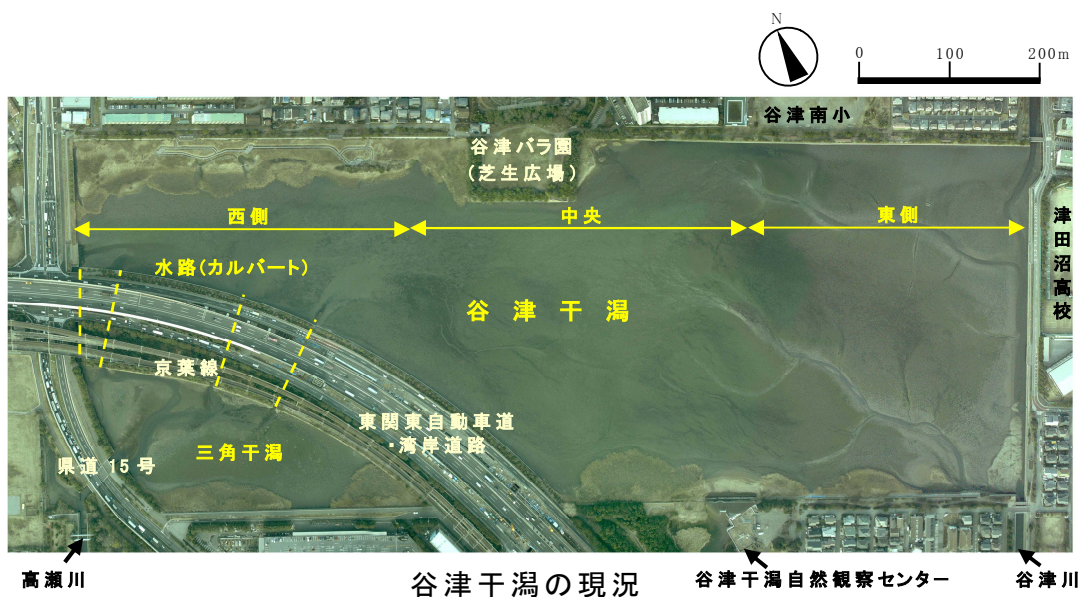 N
0 100 200m
谷津南小
谷津バラ園
(芝生広場)
西側
中央
東側
津田沼高校
水路(カルバート)
谷津干潟
京葉線
東関東自動車道
・湾岸道路
三角干潟
県道15号
高瀬川
谷津干潟の現況
谷津干潟自然観察センター
谷津川